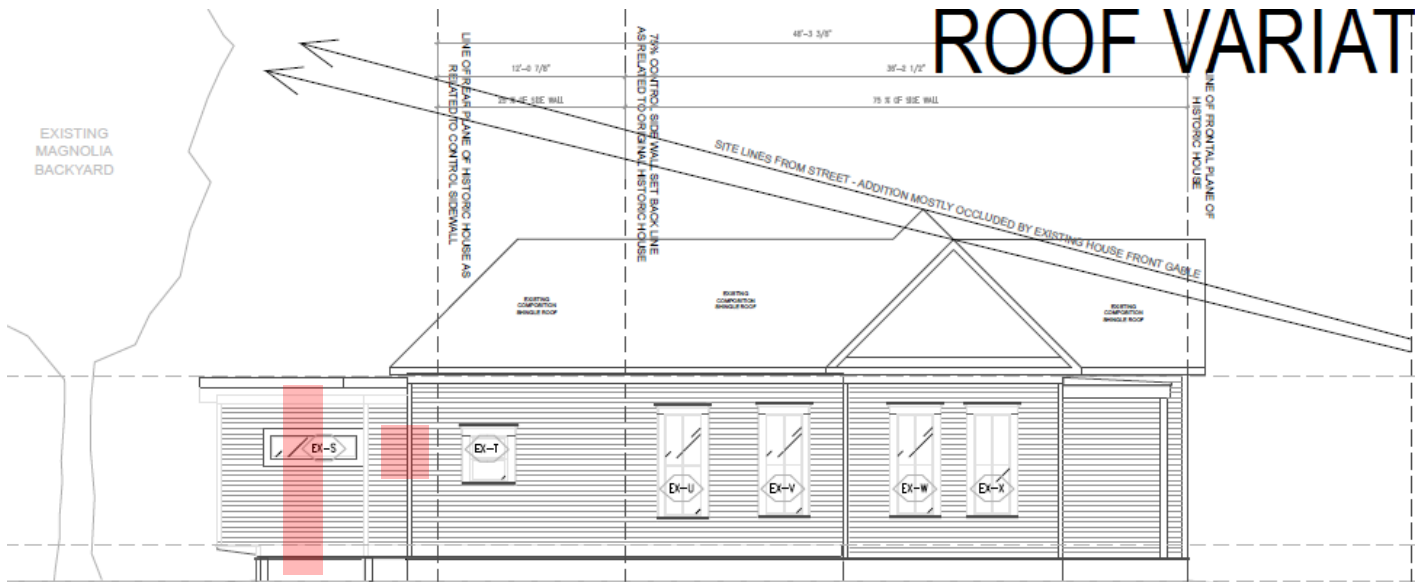 ROOF VARIAT
48'-3 3/8"
12'-0 7/8"
36'-2 1/2"
25 % OF SIDE WALL
75 % OF SIDE WALL
LINE OF REAR PLANE OF HISTORIC HOUSE AS
RELATED TO CONTROL SIDEWALL
75% CONTROL SIDEWALL SET BACK LINE
AS RELATED TO ORIGINAL HISTORIC HOUSE
LINE OF FRONTAL PLANE OF
HISTORIC HOUSE
EXISTING
MAGNOLIA
BACKYARD
SITE LINES FROM STREET - ADDITION MOSTLY OCCLUDED BY EXISTING HOUSE FRONT GABLE
EXISTING
COMPOSITION
SHINGLE ROOF
EXISTING
COMPOSITION
SHINGLE ROOF
EXISTING
COMPOSITION
SHINGLE ROOF
EX-S
EX-T
EX-U
EX-V
EX-W
EX-X